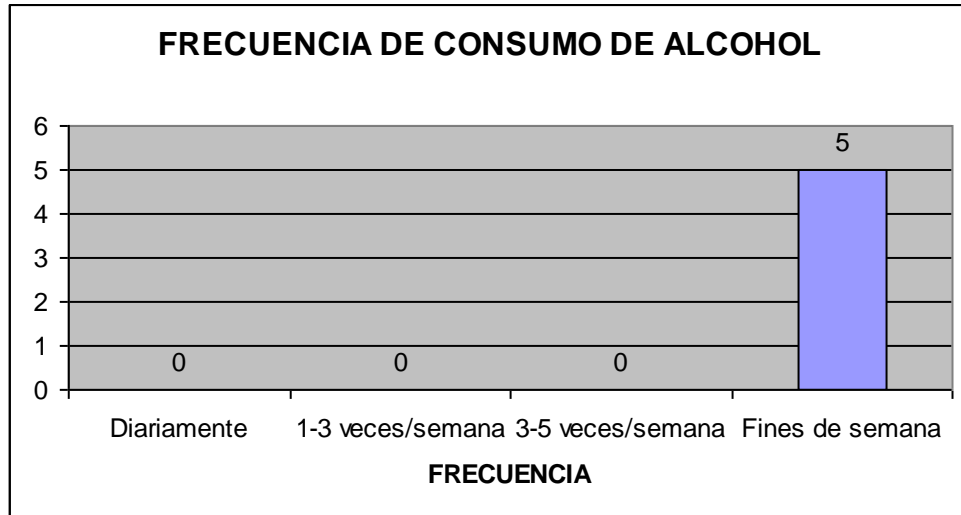 FRECUENCIA DE CONSUMO DE ALCOHOL
6
5
4
3
2
1
0
0 0 0 5
Diariamente 1-3 veces/semana 3-5 veces/semana Fines de semana
FRECUENCIA